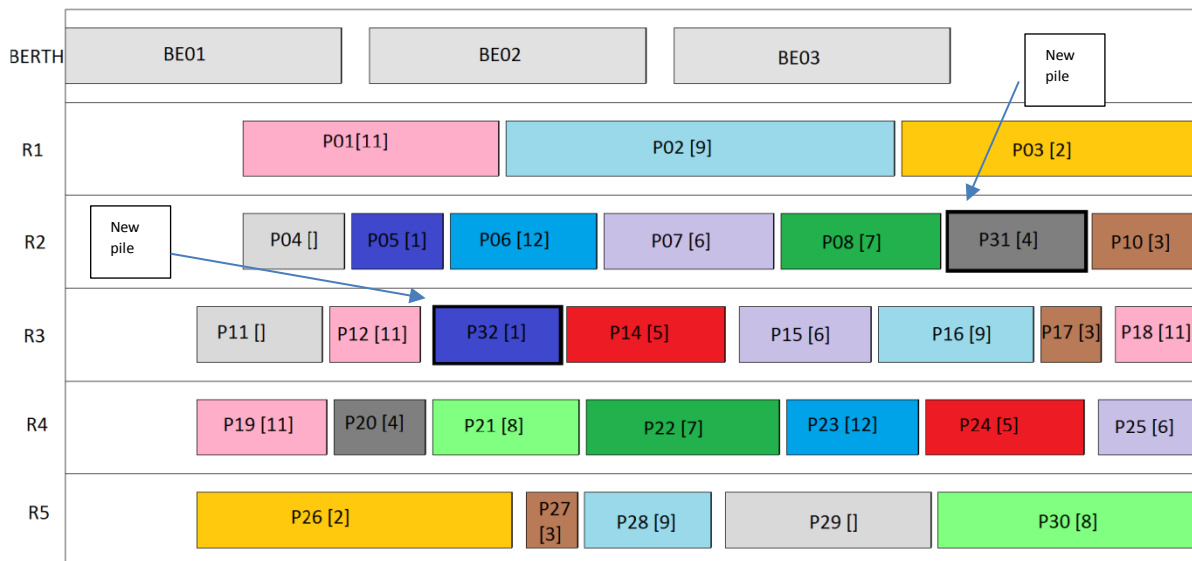 BERTH BE01 BE02 BE03
New
pile
R1 P01[11] P02 [9] P03 [2]
New
pile
R2 P04 [] P05 [1] P06 [12] P07 [6] P08 [7] P31 [4] P10 [3]
R3 P11 [] P12 [11] P32 [1] P14 [5] P15 [6] P16 [9] P17 [3] P18 [11]
R4 P19 [11] P20 [4] P21 [8] P22 [7] P23 [12] P24 [5] P25 [6]
R5 P26 [2] P27 [3] P28 [9] P29 [] P30 [8]